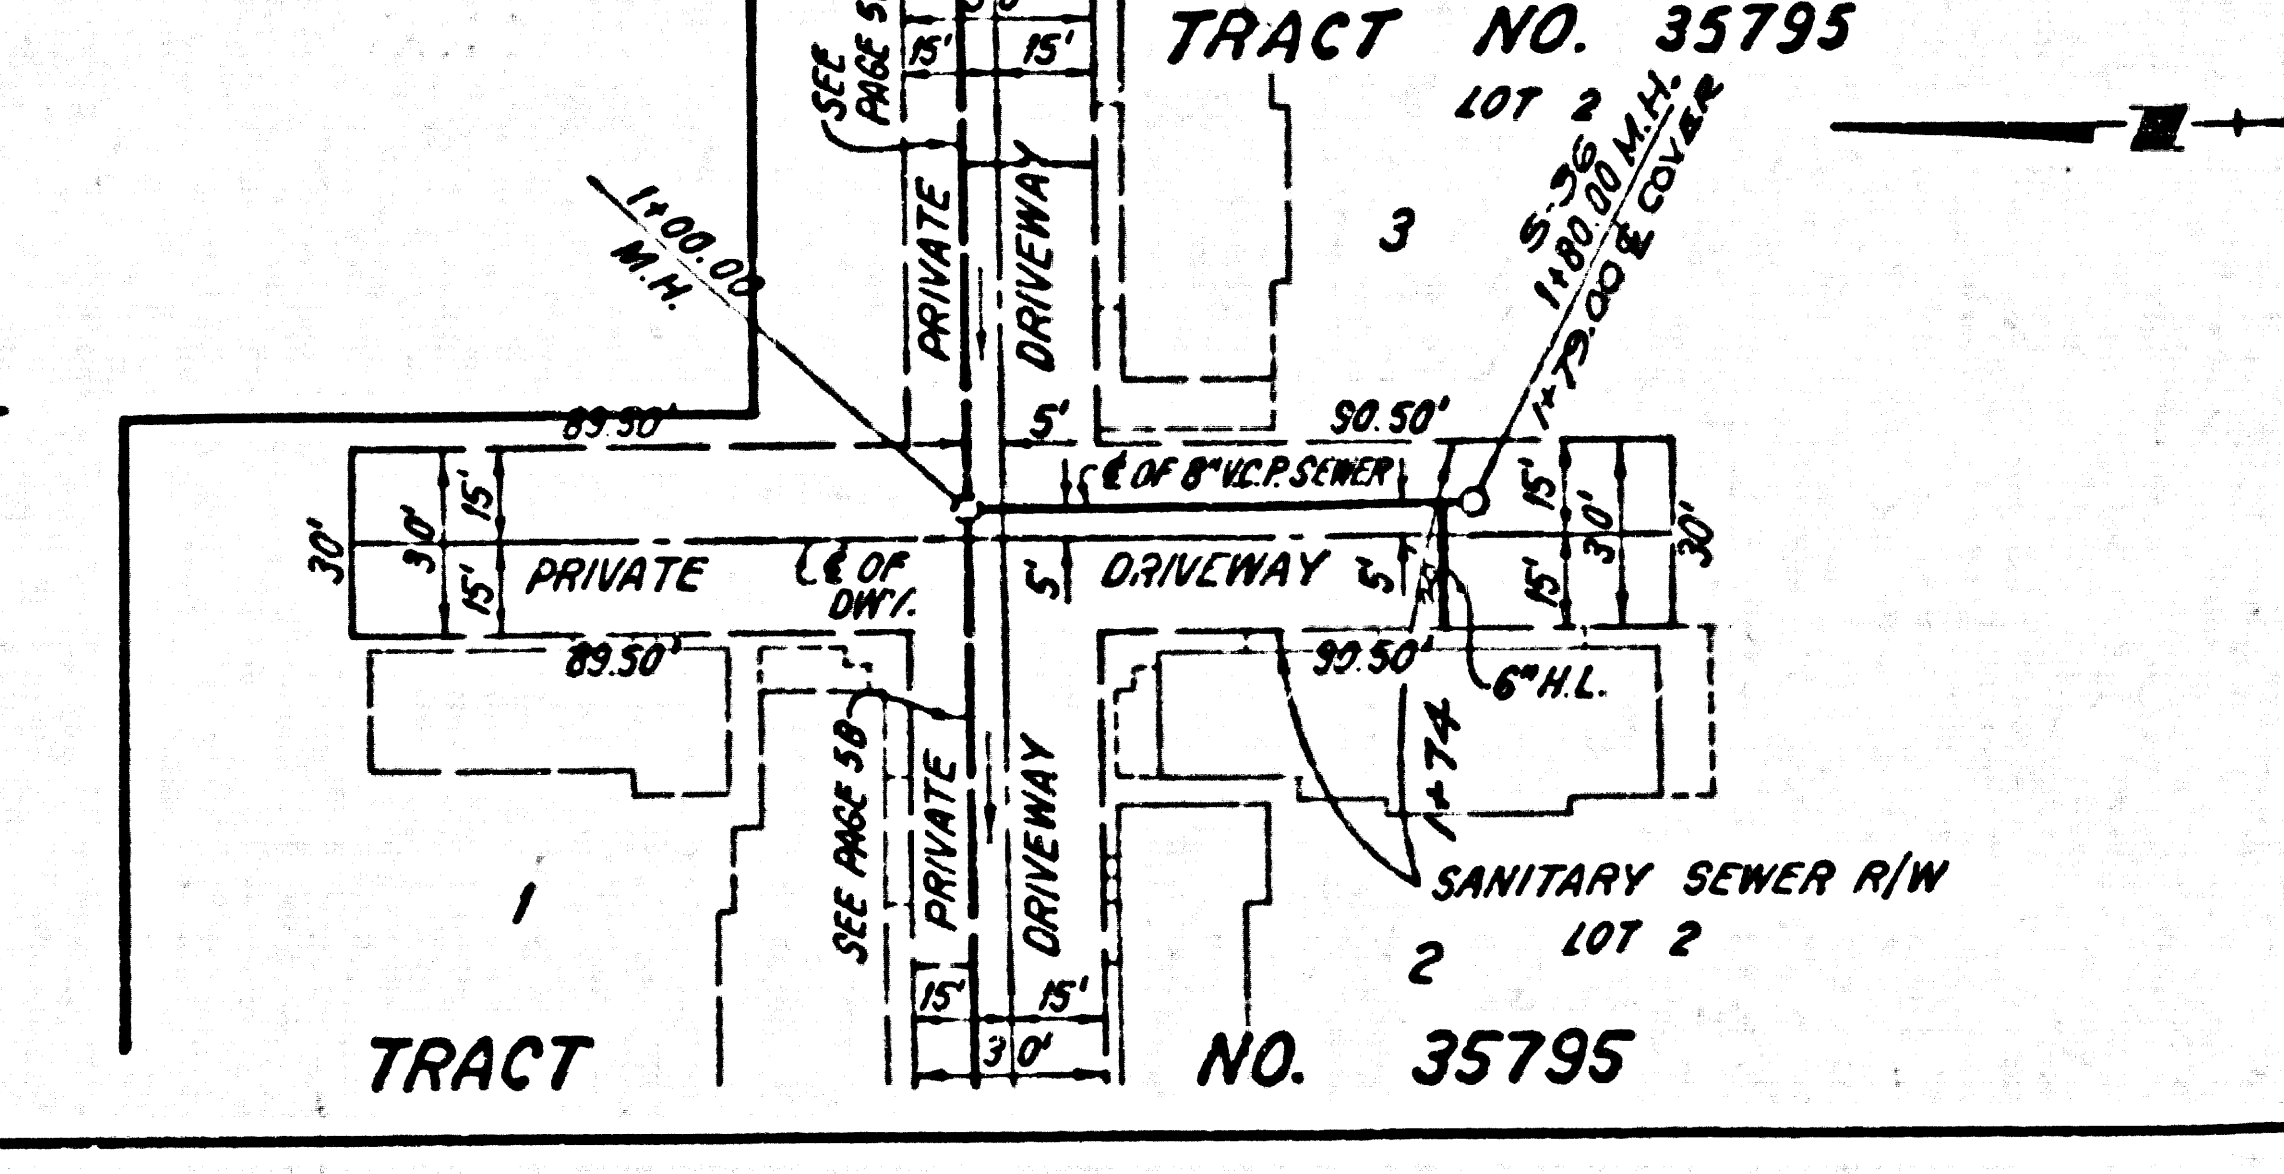 SEE
PAGE 5
15'
15'
TRACT NO. 35795
LOT 2
S-36
1+80.00 M.H.
1+79.00 ℄ COVER
1+00.00
M.H.
PRIVATE
DRIVEWAY
3
89.50'
5'
90.50'
℄ OF 8" V.C.P. SEWER
30'
30'
15'
15'
PRIVATE
℄ OF
DW'Y.
5'
DRIVEWAY
5'
15'
15'
30'
30'
89.50'
90.50'
6" H.L.
1+74
SEE PAGE 5B
PRIVATE
DRIVEWAY
1
SANITARY SEWER R/W
LOT 2
2
15'
15'
30'
TRACT NO. 35795